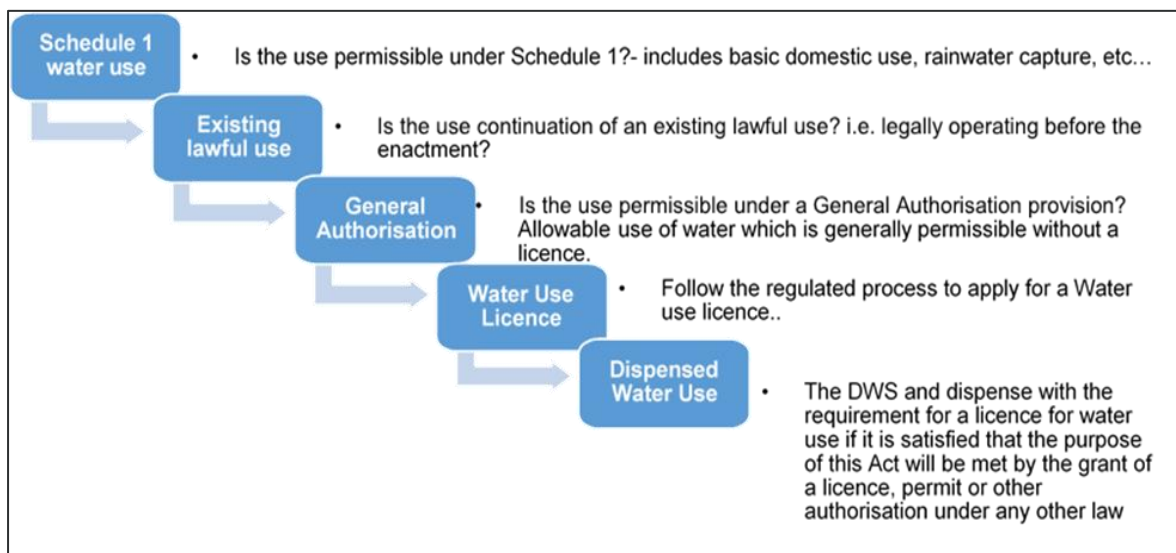 Schedule 1
water use
• Is the use permissible under Schedule 1?- includes basic domestic use, rainwater capture, etc…
Existing
lawful use
• Is the use continuation of an existing lawful use? i.e. legally operating before the
enactment?
General
Authorisation
• Is the use permissible under a General Authorisation provision?
Allowable use of water which is generally permissible without a
licence.
Water Use
Licence
• Follow the regulated process to apply for a Water
use licence..
Dispensed
Water Use
• The DWS and dispense with the
requirement for a licence for water
use if it is satisfied that the purpose
of this Act will be met by the grant of
a licence, permit or other
authorisation under any other law